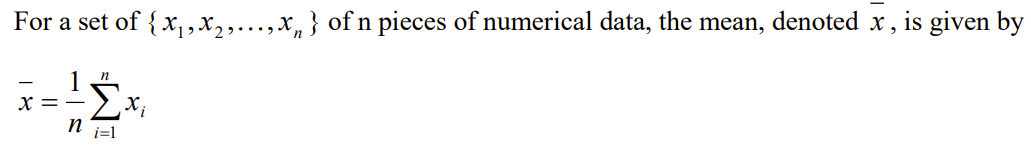 For a set of {x₁,x₂,…,xₙ} of n pieces of numerical data, the mean, denoted x̄, is given by
x̄ = 1/n ∑ᵢ₌₁ⁿ xᵢ